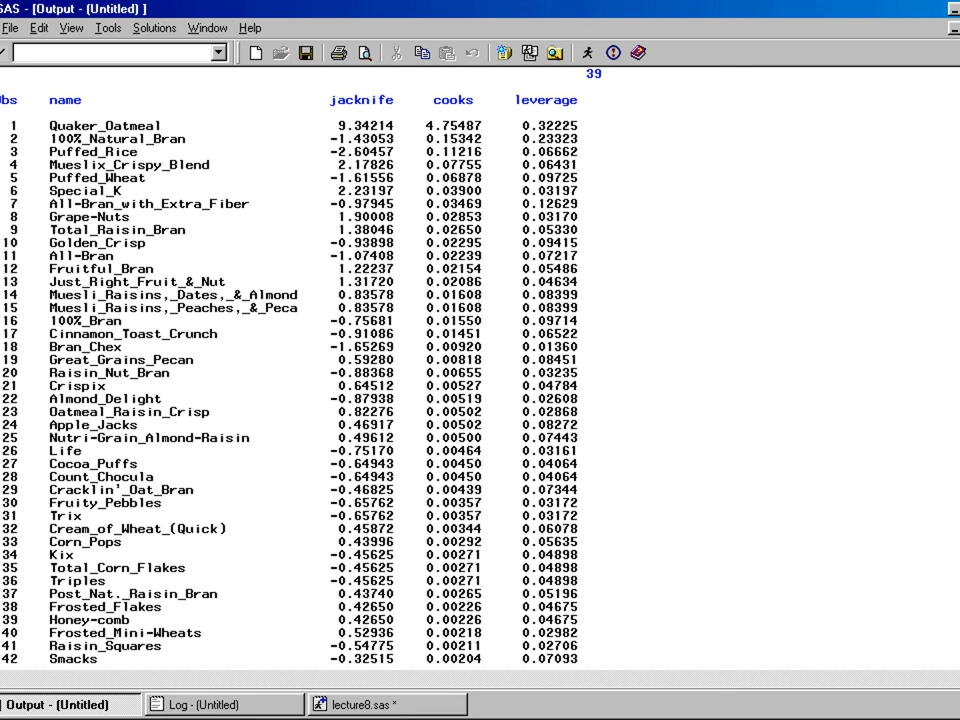 SAS - [Output - (Untitled) ]
File Edit View Tools Solutions Window Help
39
Obs name jacknife cooks leverage
1 Quaker_Oatmeal 9.34214 4.75487 0.32225
2 100%_Natural_Bran -1.43053 0.15342 0.23323
3 Puffed_Rice -2.60457 0.11216 0.06662
4 Mueslix_Crispy_Blend 2.17826 0.07755 0.06431
5 Puffed_Wheat -1.61556 0.06878 0.09725
6 Special_K 2.23197 0.03900 0.03197
7 All-Bran_with_Extra_Fiber -0.97945 0.03469 0.12629
8 Grape-Nuts 1.90008 0.02853 0.03170
9 Total_Raisin_Bran 1.38046 0.02650 0.05330
10 Golden_Crisp -0.93898 0.02295 0.09415
11 All-Bran -1.07408 0.02239 0.07217
12 Fruitful_Bran 1.22237 0.02154 0.05486
13 Just_Right_Fruit_&_Nut 1.31720 0.02086 0.04634
14 Muesli_Raisins,_Dates,_&_Almond 0.83578 0.01608 0.08399
15 Muesli_Raisins,_Peaches,_&_Peca 0.83578 0.01608 0.08399
16 100%_Bran -0.75681 0.01550 0.09714
17 Cinnamon_Toast_Crunch -0.91086 0.01451 0.06522
18 Bran_Chex -1.65269 0.00920 0.01360
19 Great_Grains_Pecan 0.59280 0.00818 0.08451
20 Raisin_Nut_Bran -0.88368 0.00655 0.03235
21 Crispix 0.64512 0.00527 0.04784
22 Almond_Delight -0.87938 0.00519 0.02608
23 Oatmeal_Raisin_Crisp 0.82276 0.00502 0.02868
24 Apple_Jacks 0.46917 0.00502 0.08272
25 Nutri-Grain_Almond-Raisin 0.49612 0.00500 0.07443
26 Life -0.75170 0.00464 0.03161
27 Cocoa_Puffs -0.64943 0.00450 0.04064
28 Count_Chocula -0.64943 0.00450 0.04064
29 Cracklin'_Oat_Bran -0.46825 0.00439 0.07344
30 Fruity_Pebbles -0.65762 0.00357 0.03172
31 Trix -0.65762 0.00357 0.03172
32 Cream_of_Wheat_(Quick) 0.45872 0.00344 0.06078
33 Corn_Pops 0.43996 0.00292 0.05635
34 Kix -0.45625 0.00271 0.04898
35 Total_Corn_Flakes -0.45625 0.00271 0.04898
36 Triples -0.45625 0.00271 0.04898
37 Post_Nat._Raisin_Bran 0.43740 0.00265 0.05196
38 Frosted_Flakes 0.42650 0.00226 0.04675
39 Honey-comb 0.42650 0.00226 0.04675
40 Frosted_Mini-Wheats 0.52936 0.00218 0.02982
41 Raisin_Squares -0.54775 0.00211 0.02706
42 Smacks -0.32515 0.00204 0.07093
Output - (Untitled) Log - (Untitled) lecture8.sas *